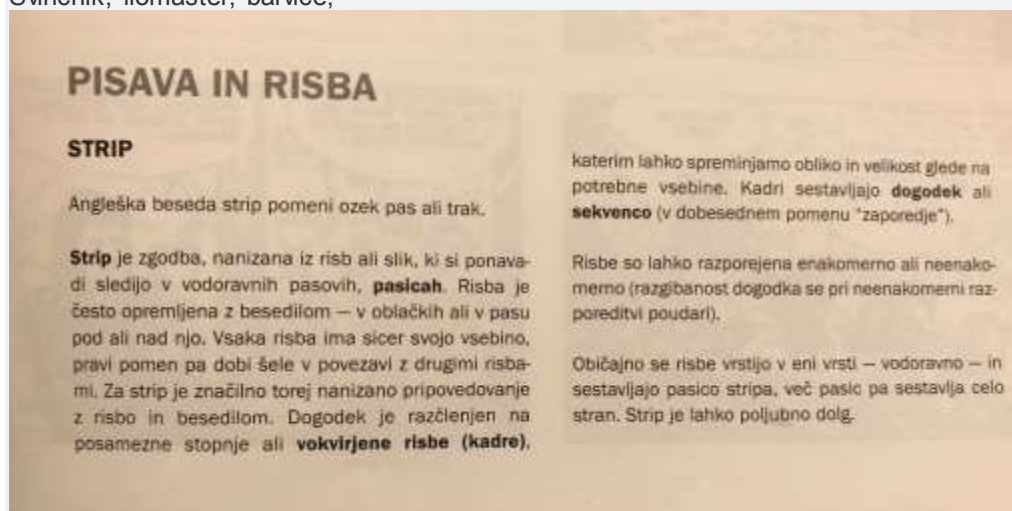 Svinčnik, flomaster, barvice,
PISAVA IN RISBA
STRIP
Angleška beseda strip pomeni ozek pas ali trak.
Strip je zgodba, nanizana iz risb ali slik, ki si ponava-
di sledijo v vodoravnih pasovih, pasicah. Risba je
često opremljena z besedilom — v oblačkih ali v pasu
pod ali nad njo. Vsaka risba ima sicer svojo vsebino,
pravi pomen pa dobi šele v povezavi z drugimi risba-
mi. Za strip je značilno torej nanizano pripovedovanje
z risbo in besedilom. Dogodek je razčlenjen na
posamezne stopnje ali vokvirjene risbe (kadre),
katerim lahko spreminjamo obliko in velikost glede na
potrebne vsebine. Kadri sestavljajo dogodek ali
sekvenco (v dobesednem pomenu "zaporedje").
Risbe so lahko razporejena enakomerno ali neenako-
merno (razgibanost dogodka se pri neenakomerni raz-
poreditvi poudari).
Običajno se risbe vrstijo v eni vrsti — vodoravno — in
sestavljajo pasico stripa, več pasic pa sestavlja celo
stran. Strip je lahko poljubno dolg.